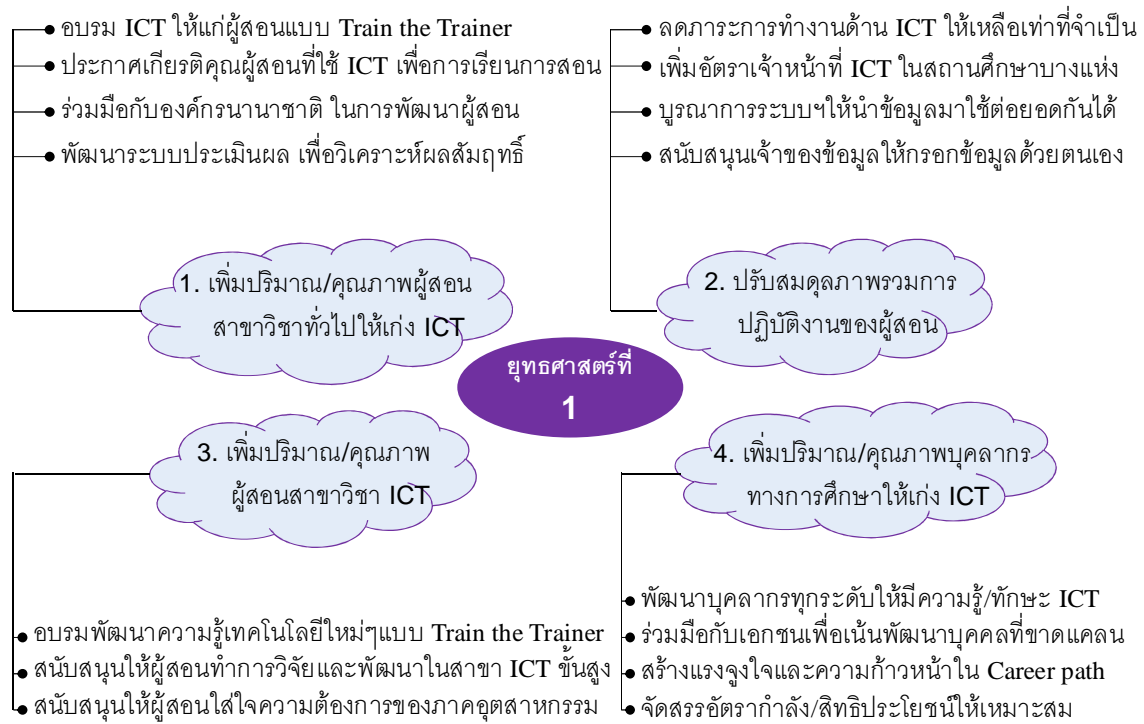 อบรม ICT ให้แก่ผู้สอนแบบ Train the Trainer
ประกาศเกียรติคุณผู้สอนที่ใช้ ICT เพื่อการเรียนการสอน
ร่วมมือกับองค์กรนานาชาติ ในการพัฒนาผู้สอน
พัฒนาระบบประเมินผล เพื่อวิเคราะห์ผลสัมฤทธิ์
ลดภาระการทำงานด้าน ICT ให้เหลือเท่าที่จำเป็น
เพิ่มอัตราเจ้าหน้าที่ ICT ในสถานศึกษาบางแห่ง
บูรณาการระบบฯให้นำข้อมูลมาใช้ต่อยอดกันได้
สนับสนุนเจ้าของข้อมูลให้กรอกข้อมูลด้วยตนเอง
1. เพิ่มปริมาณ/คุณภาพผู้สอน
สาขาวิชาทั่วไปให้เก่ง ICT
2. ปรับสมดุลภาพรวมการ
ปฏิบัติงานของผู้สอน
ยุทธศาสตร์ที่
1
3. เพิ่มปริมาณ/คุณภาพ
ผู้สอนสาขาวิชา ICT
4. เพิ่มปริมาณ/คุณภาพบุคลากร
ทางการศึกษาให้เก่ง ICT
อบรมพัฒนาความรู้เทคโนโลยีใหม่ๆแบบ Train the Trainer
สนับสนุนให้ผู้สอนทำการวิจัยและพัฒนาในสาขา ICT ขั้นสูง
สนับสนุนให้ผู้สอนใส่ใจความต้องการของภาคอุตสาหกรรม
พัฒนาบุคลากรทุกระดับให้มีความรู้/ทักษะ ICT
ร่วมมือกับเอกชนเพื่อเน้นพัฒนาบุคคลที่ขาดแคลน
สร้างแรงจูงใจและความก้าวหน้าใน Career path
จัดสรรอัตรากำลัง/สิทธิประโยชน์ให้เหมาะสม